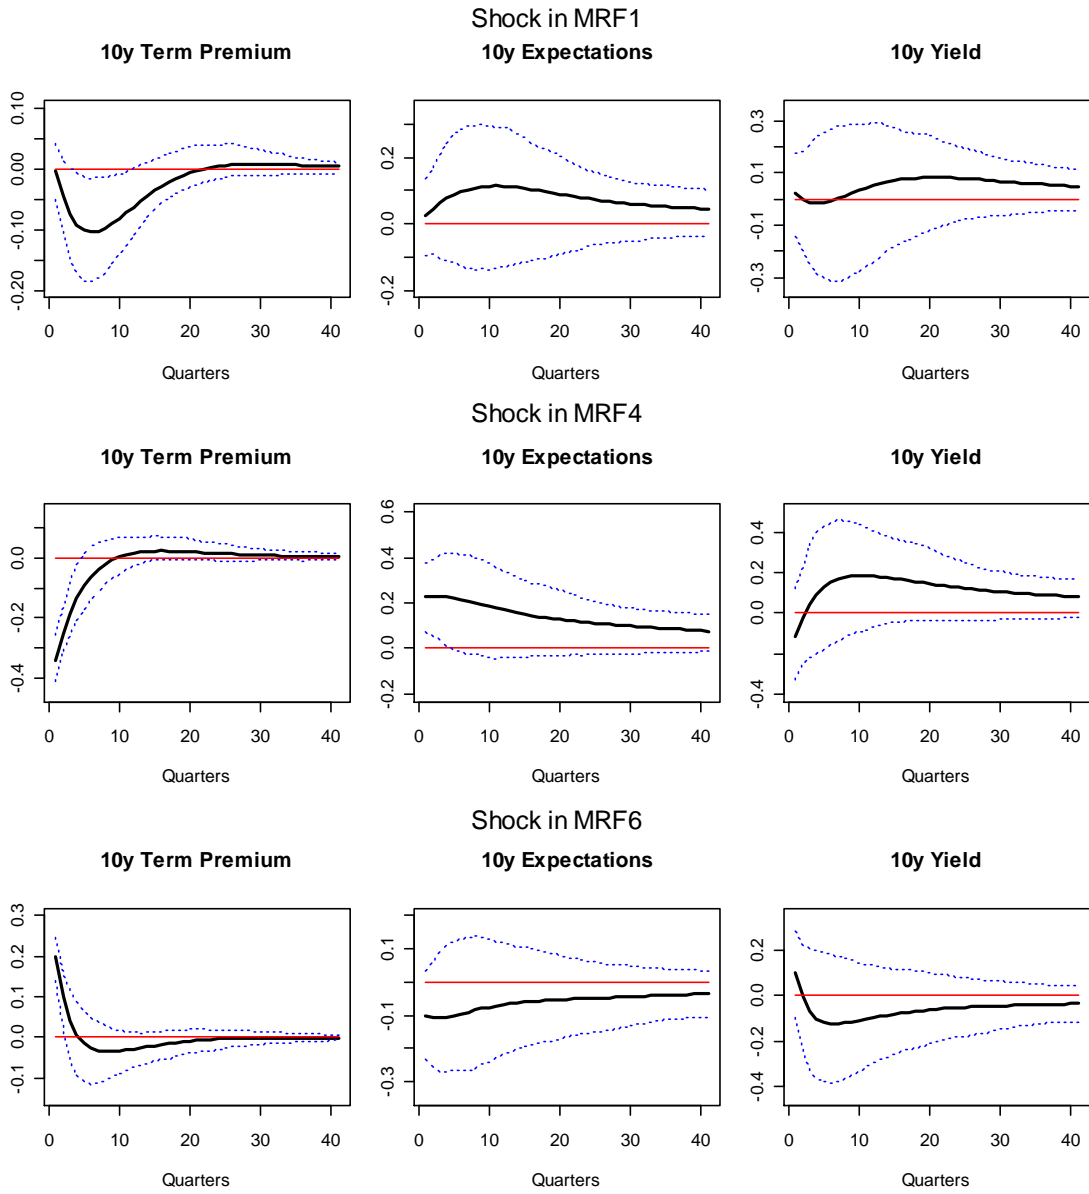 Shock in MRF1
10y Term Premium 10y Expectations 10y Yield
0.10 0.00 -0.10 -0.20
0.2 0.0 -0.2
0.3 0.1 -0.1 -0.3
0 10 20 30 40 0 10 20 30 40 0 10 20 30 40
Quarters Quarters Quarters
Shock in MRF4
10y Term Premium 10y Expectations 10y Yield
0.0 -0.2 -0.4
0.6 0.4 0.2 0.0 -0.2
0.4 0.2 0.0 -0.4
0 10 20 30 40 0 10 20 30 40 0 10 20 30 40
Quarters Quarters Quarters
Shock in MRF6
10y Term Premium 10y Expectations 10y Yield
0.3 0.2 0.1 0.0 -0.1
0.1 -0.1 -0.3
0.2 0.0 -0.2 -0.4
0 10 20 30 40 0 10 20 30 40 0 10 20 30 40
Quarters Quarters Quarters